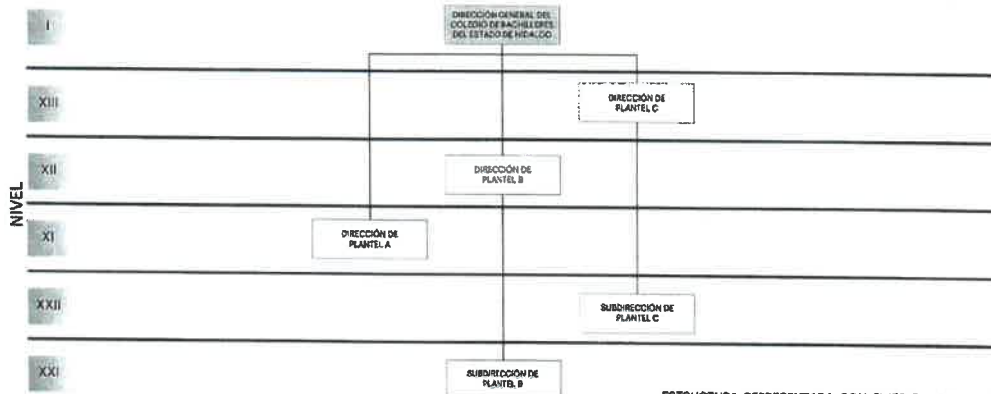 I
DIRECCIÓN GENERAL DEL
COLEGIO DE BACHILLERES
DEL ESTADO DE HIDALGO
XIII
DIRECCIÓN DE
PLANTEL C
XII
DIRECCIÓN DE
PLANTEL B
NIVEL
XI
DIRECCIÓN DE
PLANTEL A
XXII
SUBDIRECCIÓN DE
PLANTEL C
XXI
SUBDIRECCIÓN DE
PLANTEL B